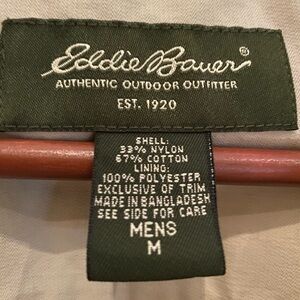 Eddie Bauer®
AUTHENTIC OUTDOOR OUTFITTER
EST. 1920
SHELL:
33% NYLON
67% COTTON
LINING:
100% POLYESTER
EXCLUSIVE OF TRIM
MADE IN BANGLADESH
SEE SIDE FOR CARE
MENS
M